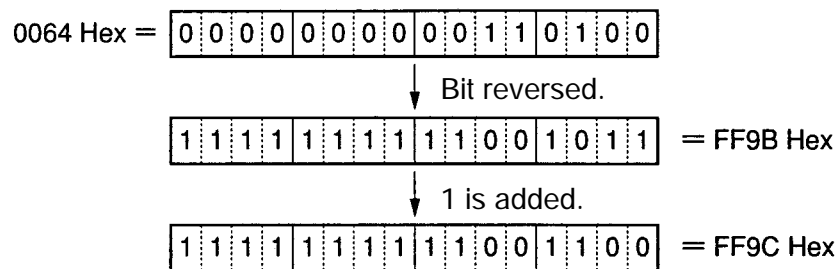 0064 Hex = 0 0 0 0 0 0 0 0 0 0 1 1 0 1 0 0
Bit reversed.
1 1 1 1 1 1 1 1 1 1 0 0 1 0 1 1 = FF9B Hex
1 is added.
1 1 1 1 1 1 1 1 1 1 0 0 1 1 0 0 = FF9C Hex